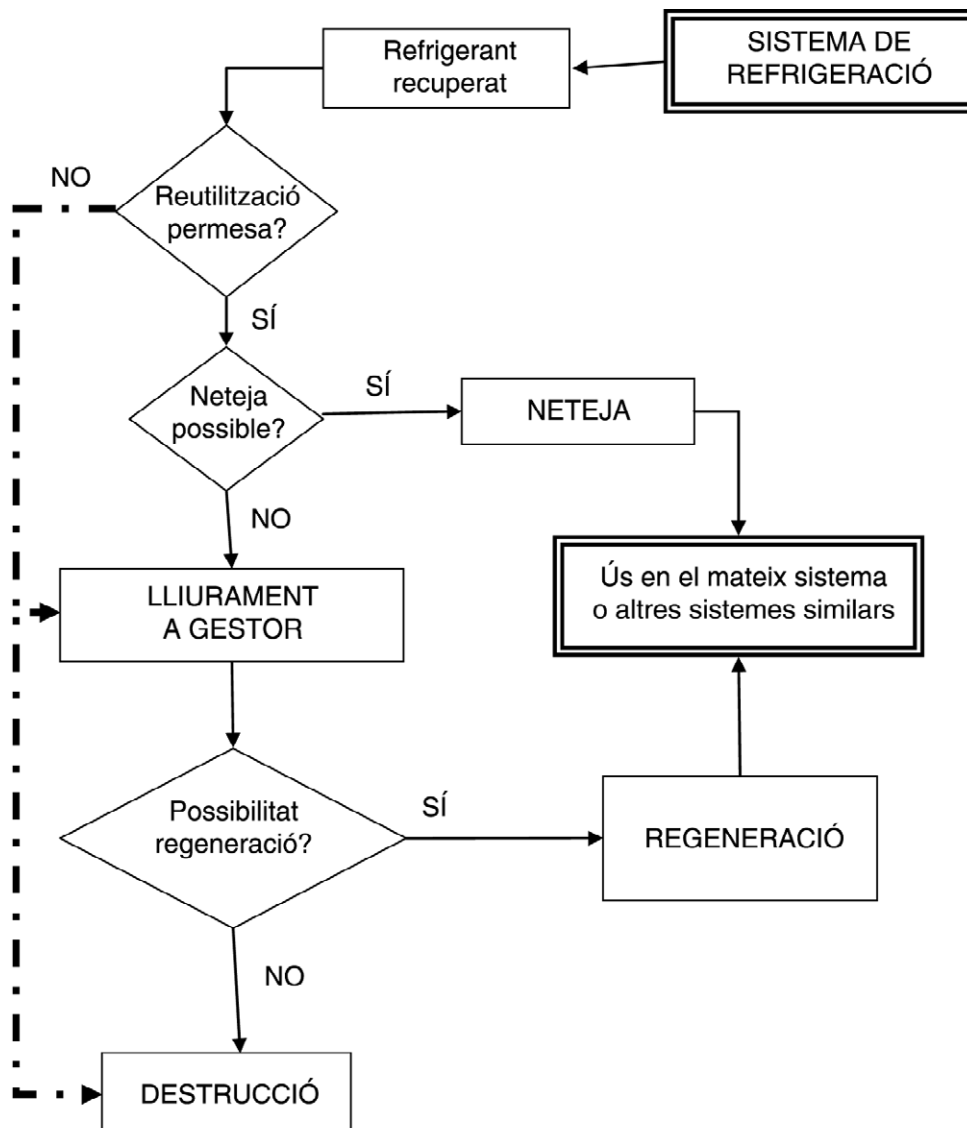 SISTEMA DE
REFRIGERACIÓ
Refrigerant
recuperat
NO
Reutilització
permesa?
SÍ
Neteja
possible?
SÍ
NETEJA
NO
LLIURAMENT
A GESTOR
Ús en el mateix sistema
o altres sistemes similars
Possibilitat
regeneració?
SÍ
REGENERACIÓ
NO
DESTRUCCIÓ